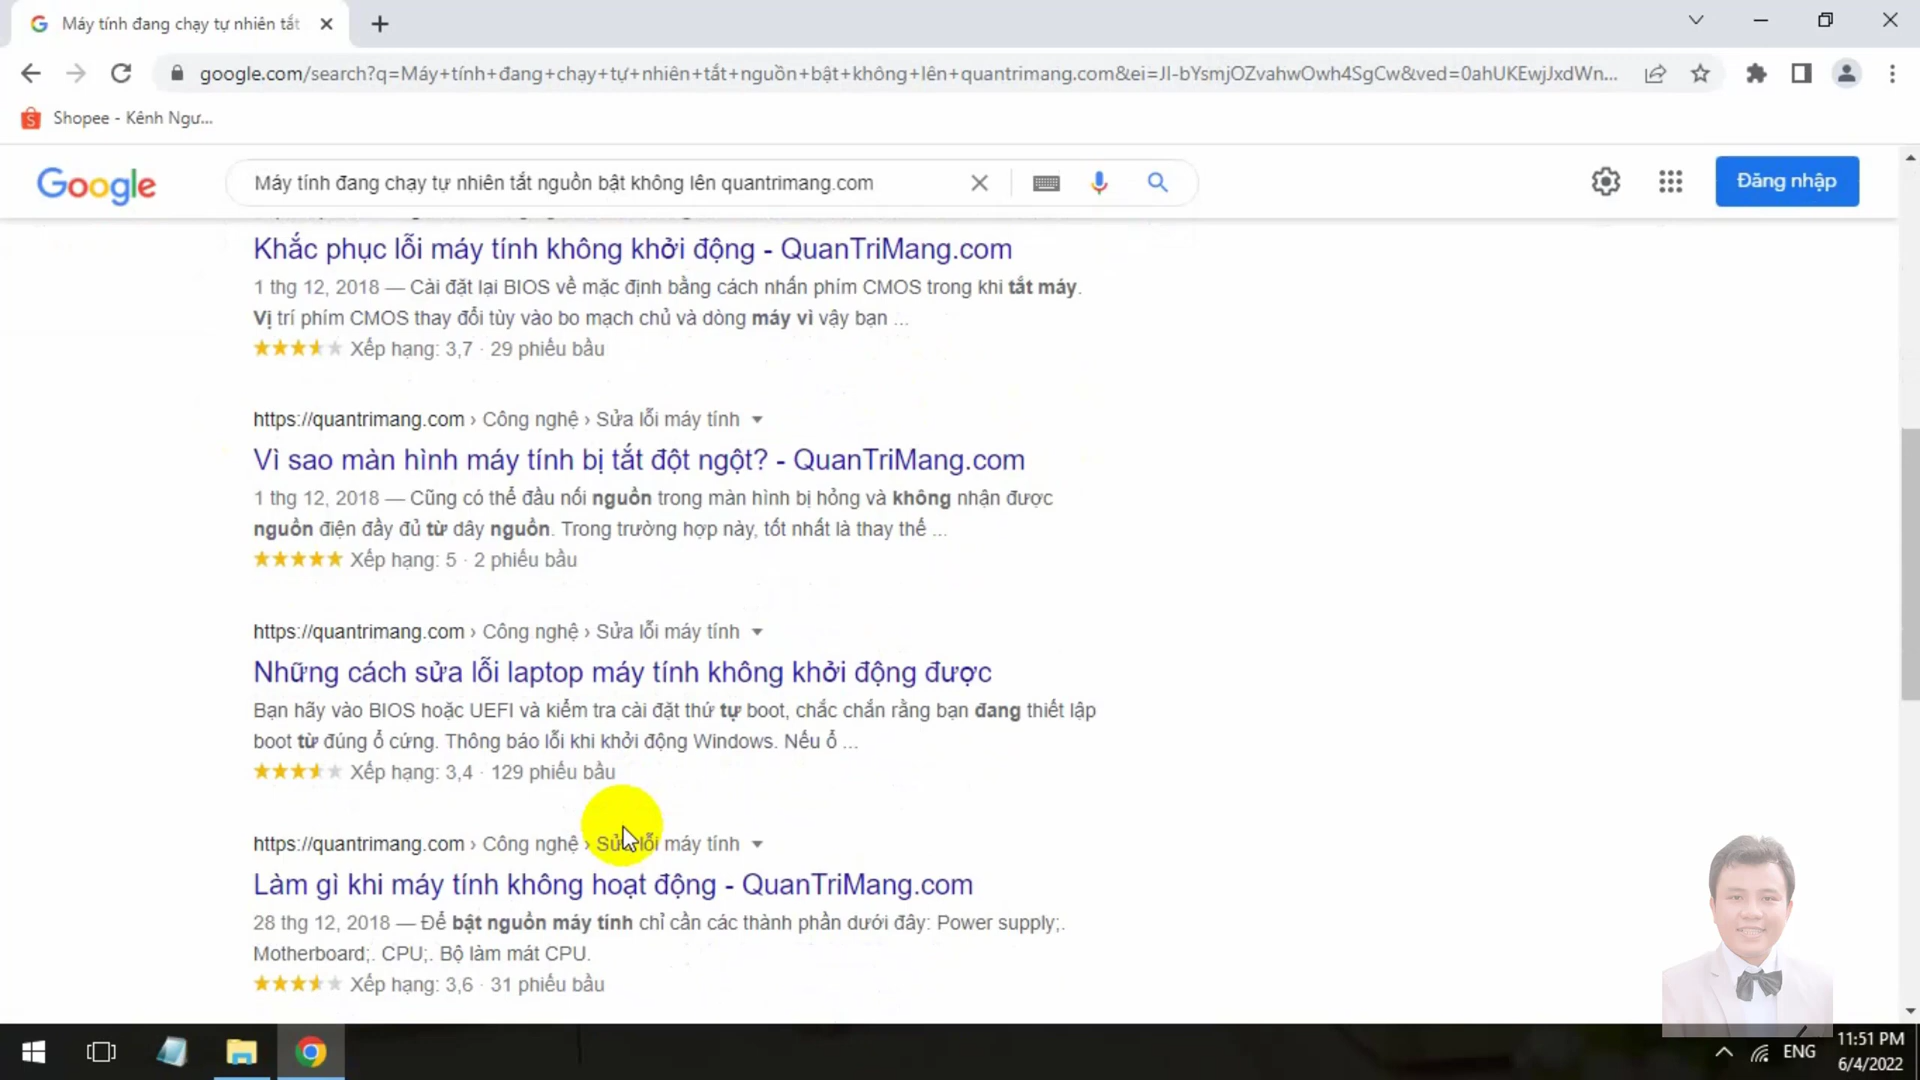 Máy tính đang chạy tự nhiên tắt
google.com/search?q=Máy+tính+đang+chạy+tự+nhiên+tắt+nguồn+bật+không+lên+quantrimang.com&ei=JI-bYsmjOZvahwOwh4SgCw&ved=0ahUKEwjJxdWn...
Shopee - Kênh Ngư...
Google
Máy tính đang chạy tự nhiên tắt nguồn bật không lên quantrimang.com
Đăng nhập
Khắc phục lỗi máy tính không khởi động - QuanTriMang.com
1 thg 12, 2018 — Cài đặt lại BIOS về mặc định bằng cách nhấn phím CMOS trong khi tắt máy.
Vị trí phím CMOS thay đổi tùy vào bo mạch chủ và dòng máy vì vậy bạn ...
Xếp hạng: 3,7 · 29 phiếu bầu
https://quantrimang.com › Công nghệ › Sửa lỗi máy tính
Vì sao màn hình máy tính bị tắt đột ngột? - QuanTriMang.com
1 thg 12, 2018 — Cũng có thể đầu nối nguồn trong màn hình bị hỏng và không nhận được
nguồn điện đầy đủ từ dây nguồn. Trong trường hợp này, tốt nhất là thay thế ...
Xếp hạng: 5 · 2 phiếu bầu
https://quantrimang.com › Công nghệ › Sửa lỗi máy tính
Những cách sửa lỗi laptop máy tính không khởi động được
Bạn hãy vào BIOS hoặc UEFI và kiểm tra cài đặt thứ tự boot, chắc chắn rằng bạn đang thiết lập
boot từ đúng ổ cứng. Thông báo lỗi khi khởi động Windows. Nếu ổ ...
Xếp hạng: 3,4 · 129 phiếu bầu
https://quantrimang.com › Công nghệ › Sửa lỗi máy tính
Làm gì khi máy tính không hoạt động - QuanTriMang.com
28 thg 12, 2018 — Để bật nguồn máy tính chỉ cần các thành phần dưới đây: Power supply;.
Motherboard;. CPU;. Bộ làm mát CPU.
Xếp hạng: 3,6 · 31 phiếu bầu
ENG
11:51 PM
6/4/2022